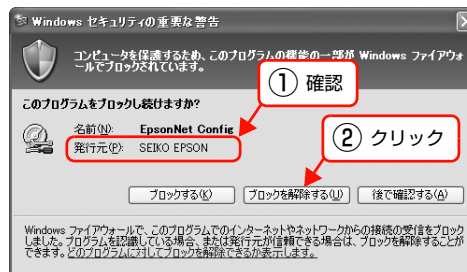 Windows セキュリティの重要な警告
コンピュータを保護するため、このプログラムの機能の一部が Windows ファイアウォ
ールでブロックされています。
① 確認
このプログラムをブロックし続けますか?
名前(N): EpsonNet Config
発行元(P): SEIKO EPSON
② クリック
ブロックする(K) ブロックを解除する(U) 後で確認する(A)
Windows ファイアウォールで、このプログラムでのインターネットやネットワークからの接続の受信をブロック
しました。プログラムを認識している場合、または発行元が信頼できる場合は、ブロックを解除することが
できます。どのプログラムに対してブロックを解除できるか表示します。